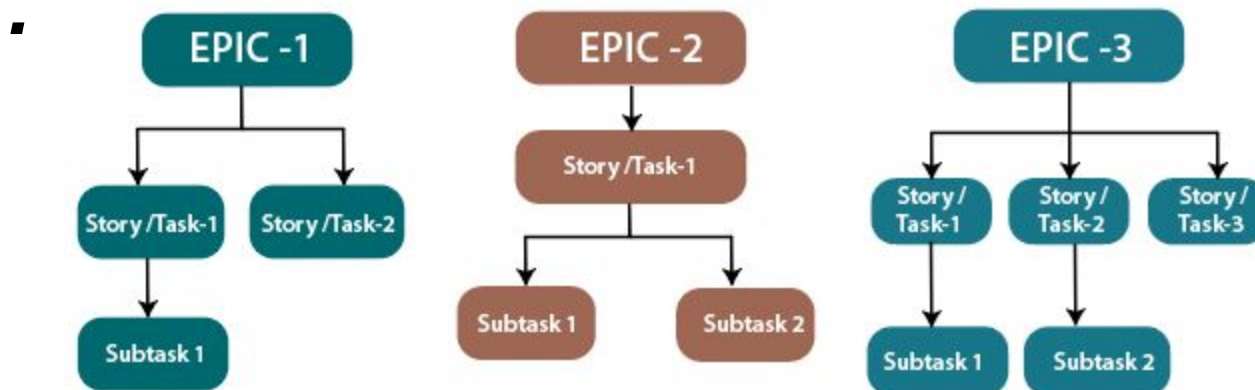 EPIC -1
Story /Task-1
Story /Task-2
Subtask 1
EPIC -2
Story /Task-1
Subtask 1
Subtask 2
EPIC -3
Story /
Task-1
Story /
Task-2
Story /
Task-3
Subtask 1
Subtask 2